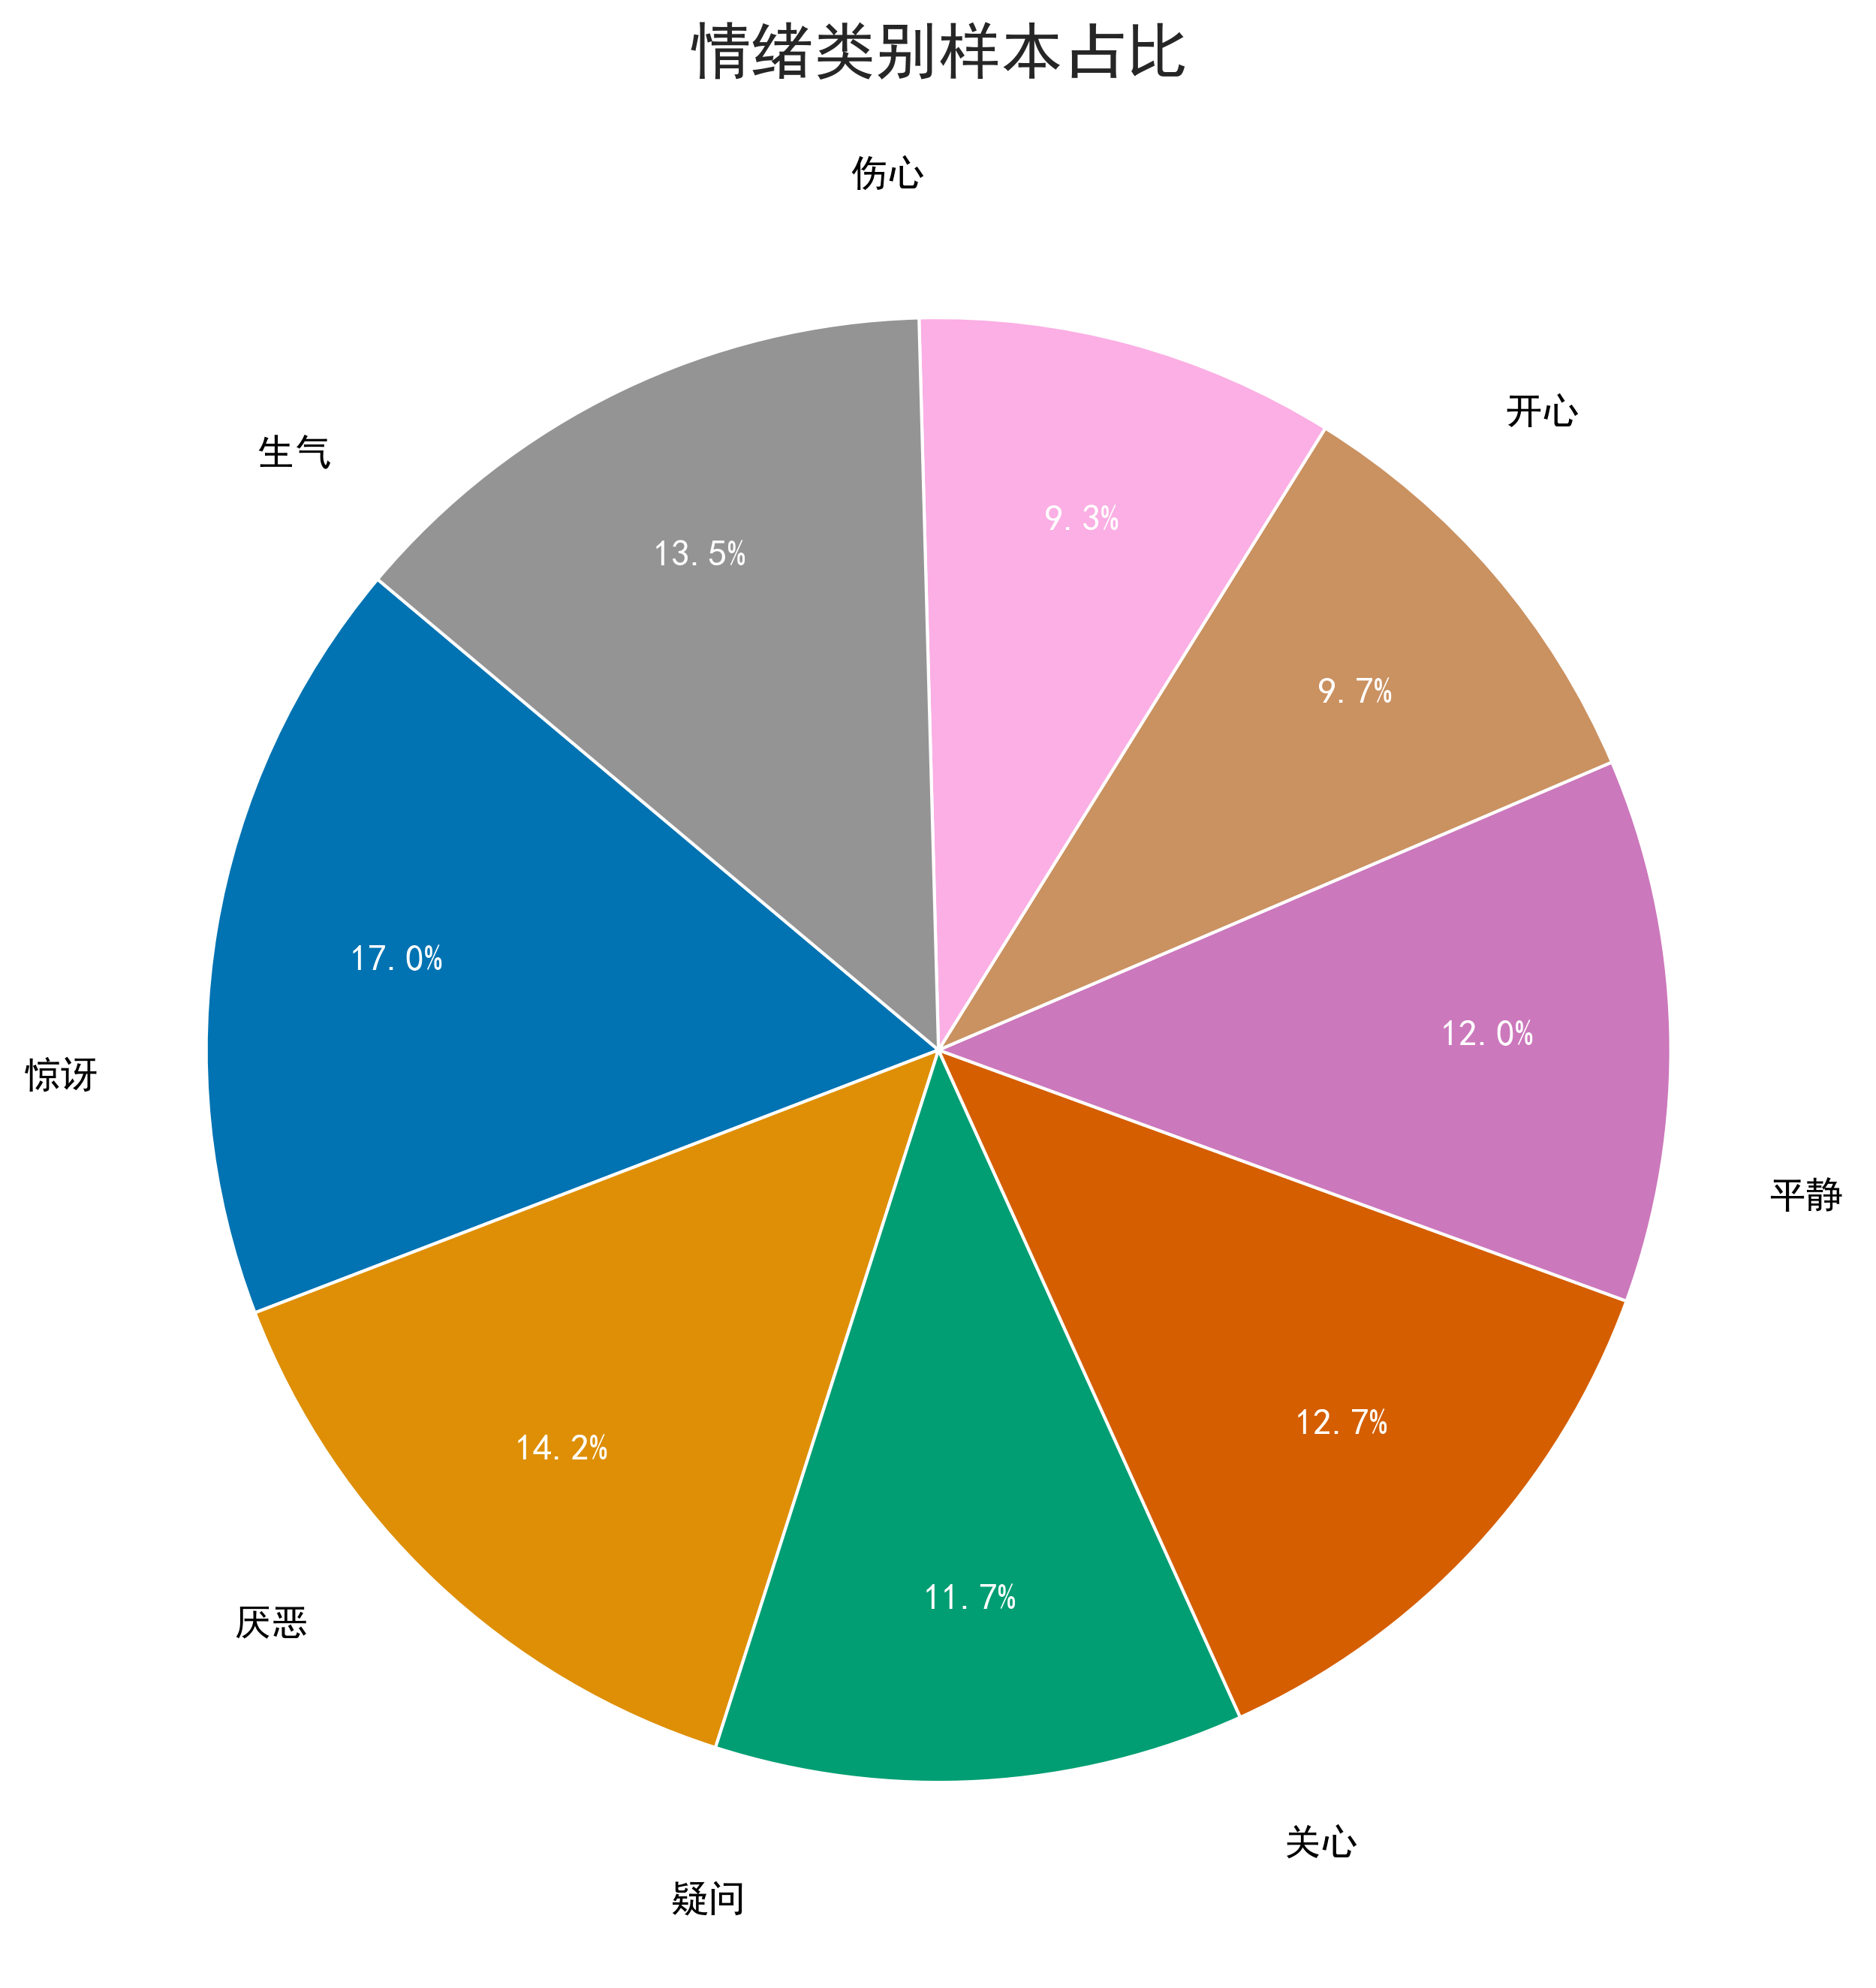 情绪类别样本占比
伤心
开心
生气
9.3%
13.5%
9.7%
17.0%
12.0%
惊讶
平静
12.7%
14.2%
11.7%
厌恶
关心
疑问